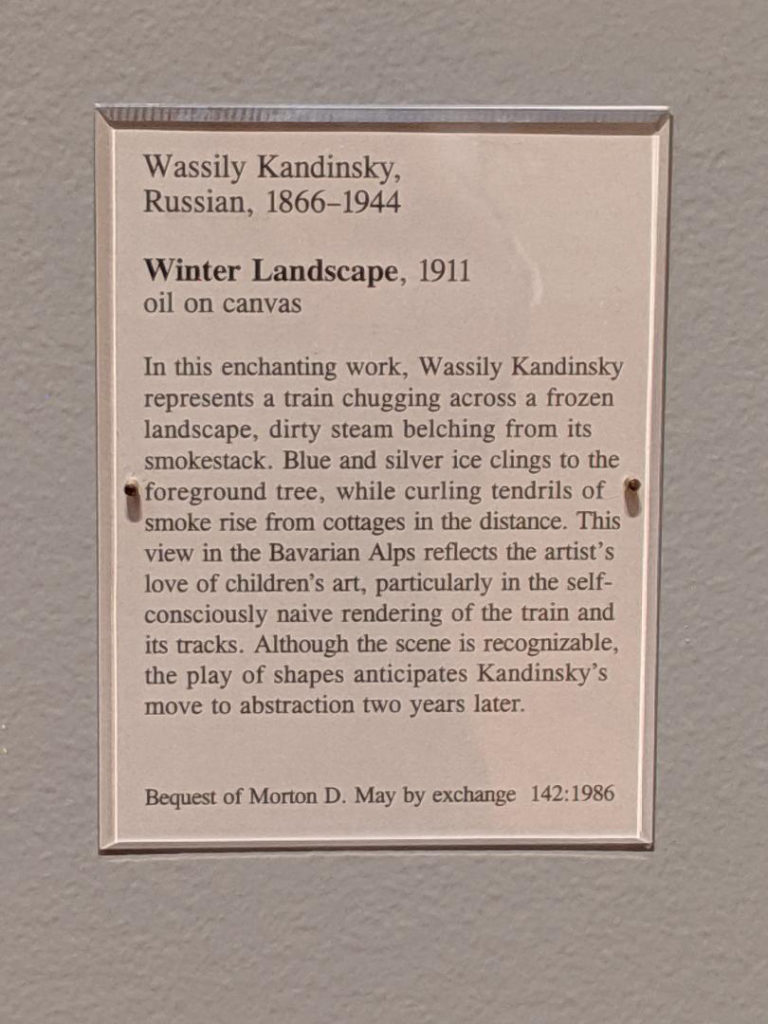 Wassily Kandinsky,
Russian, 1866–1944
Winter Landscape, 1911
oil on canvas
In this enchanting work, Wassily Kandinsky
represents a train chugging across a frozen
landscape, dirty steam belching from its
smokestack. Blue and silver ice clings to the
foreground tree, while curling tendrils of
smoke rise from cottages in the distance. This
view in the Bavarian Alps reflects the artist's
love of children's art, particularly in the self-
consciously naive rendering of the train and
its tracks. Although the scene is recognizable,
the play of shapes anticipates Kandinsky's
move to abstraction two years later.
Bequest of Morton D. May by exchange 142:1986